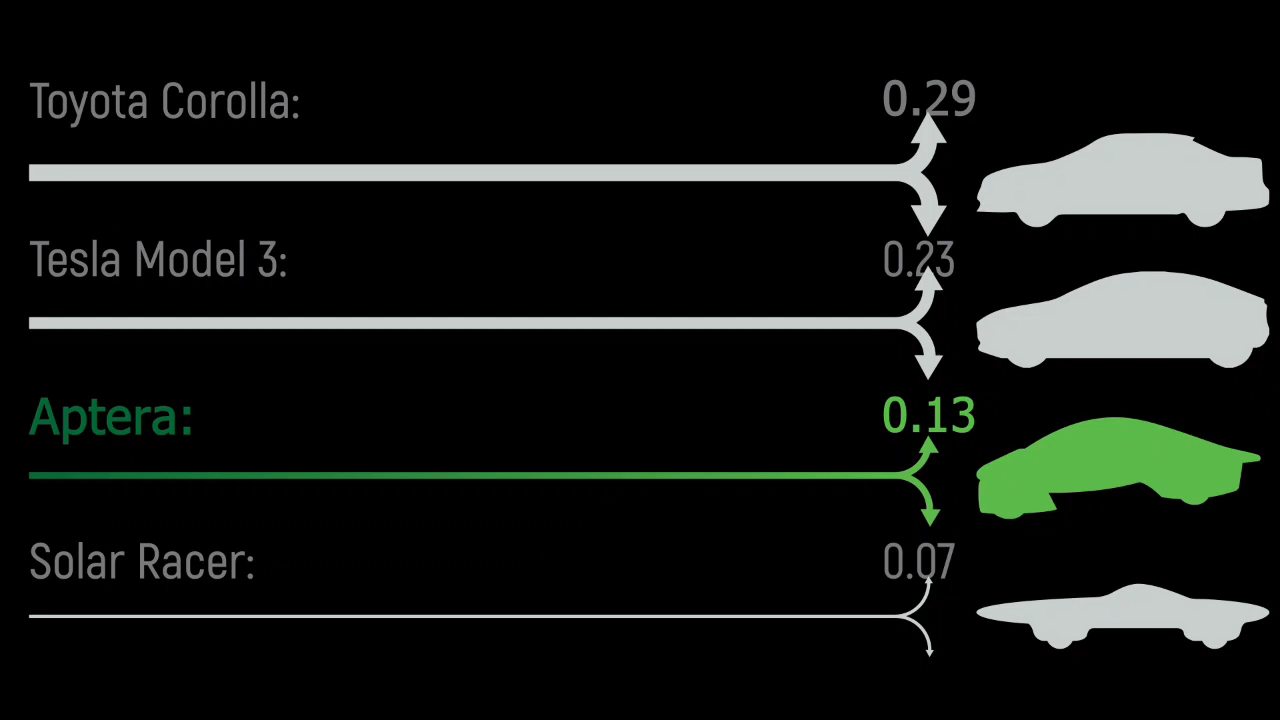 Toyota Corolla: 0.29
Tesla Model 3: 0.23
Aptera: 0.13
Solar Racer: 0.07